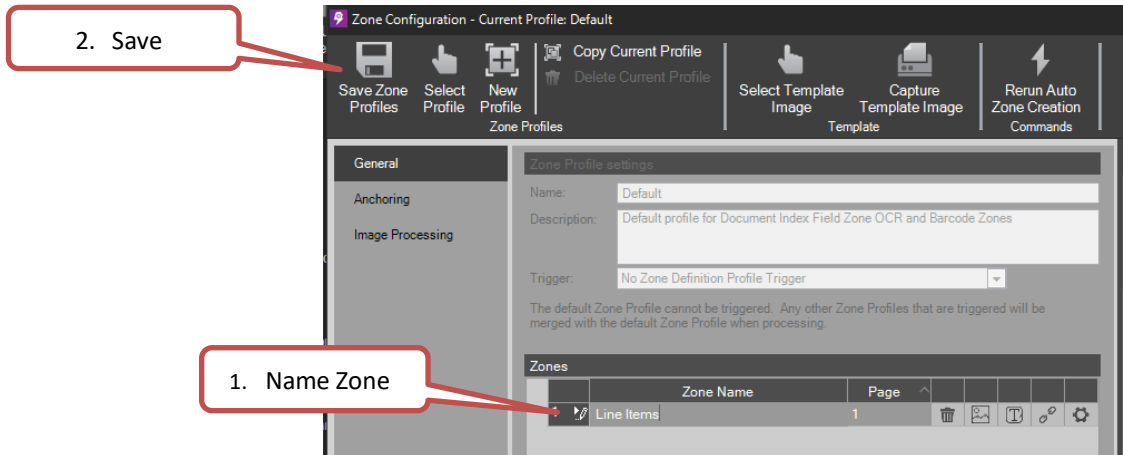 2. Save
Zone Configuration - Current Profile: Default
Save Zone Profiles
Select Profile
New Profile
Copy Current Profile
Delete Current Profile
Zone Profiles
Select Template Image
Capture Template Image
Template
Rerun Auto Zone Creation
Commands
General
Anchoring
Image Processing
Zone Profile settings
Name: Default
Description: Default profile for Document Index Field Zone OCR and Barcode Zones
Trigger: No Zone Definition Profile Trigger
The default Zone Profile cannot be triggered. Any other Zone Profiles that are triggered will be
merged with the default Zone Profile when processing.
1. Name Zone
Zones
Zone Name Page
Line Items 1